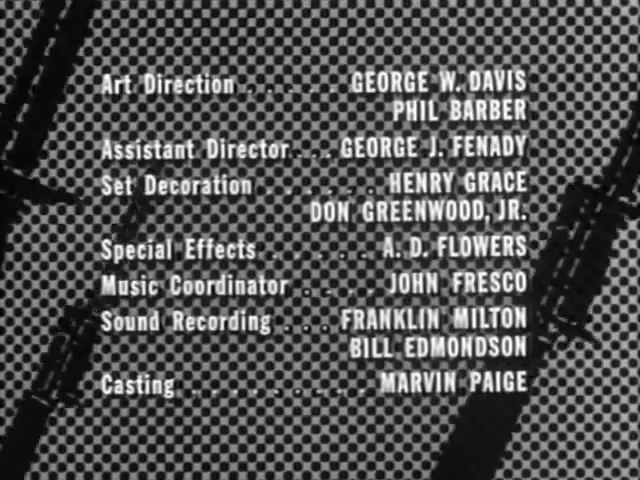 Art Direction . . . . . GEORGE W. DAVIS
PHIL BARBER
Assistant Director . . . GEORGE J. FENADY
Set Decoration . . . . . . HENRY GRACE
DON GREENWOOD, JR.
Special Effects . . . . . A. D. FLOWERS
Music Coordinator . . . . JOHN FRESCO
Sound Recording . . . FRANKLIN MILTON
BILL EDMONDSON
Casting . . . . . . . . . MARVIN PAIGE